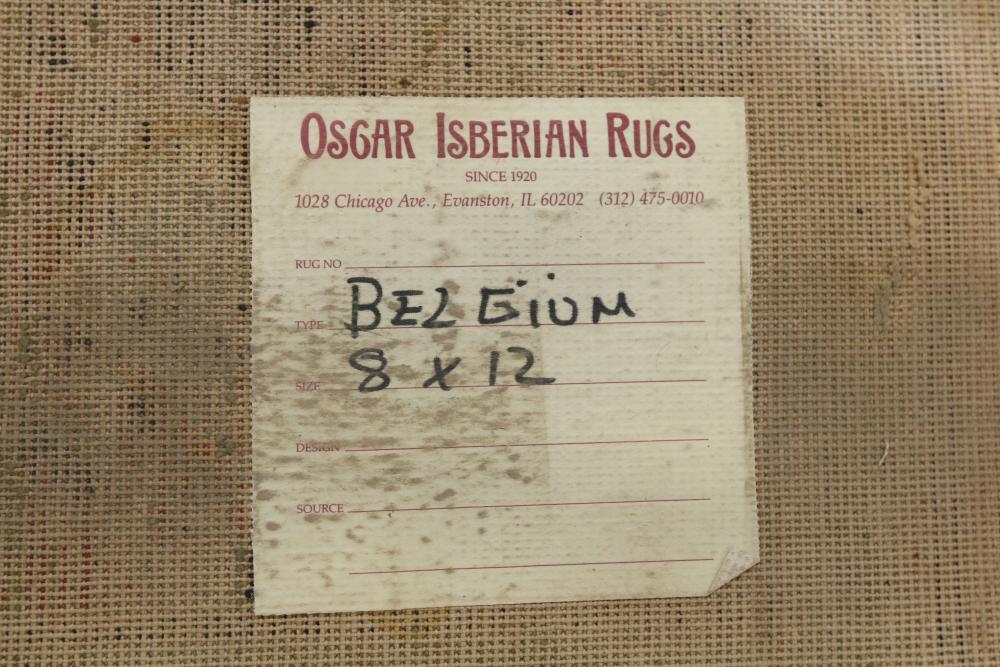 OSCAR ISBERIAN RUGS
SINCE 1920
1028 Chicago Ave., Evanston, IL 60202 (312) 475-0010
RUG NO
TYPE BELGIUM
SIZE 8 x 12
DESIGN
SOURCE